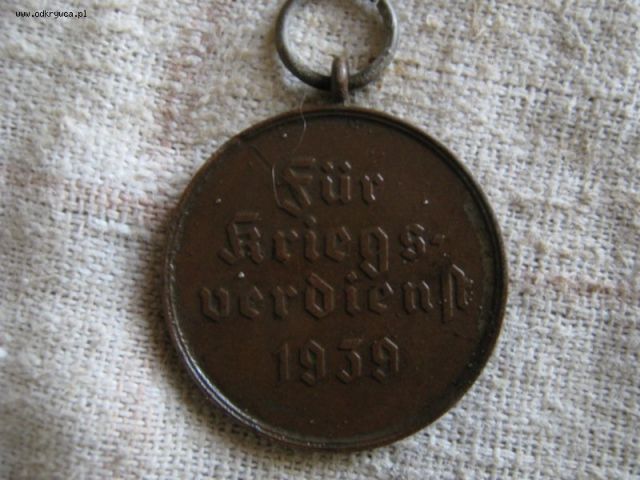 www.odkrywca.pl
Für
Kriegs-
verdienst
1939